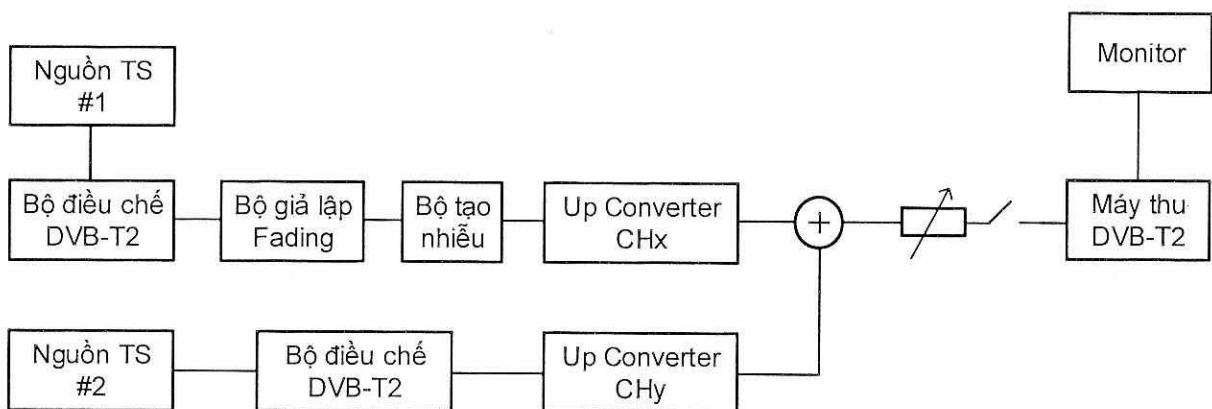 Nguồn TS
#1
Monitor
Bộ điều chế
DVB-T2
Bộ giả lập
Fading
Bộ tạo
nhiễu
Up Converter
CHx
+
Máy thu
DVB-T2
Nguồn TS
#2
Bộ điều chế
DVB-T2
Up Converter
CHy